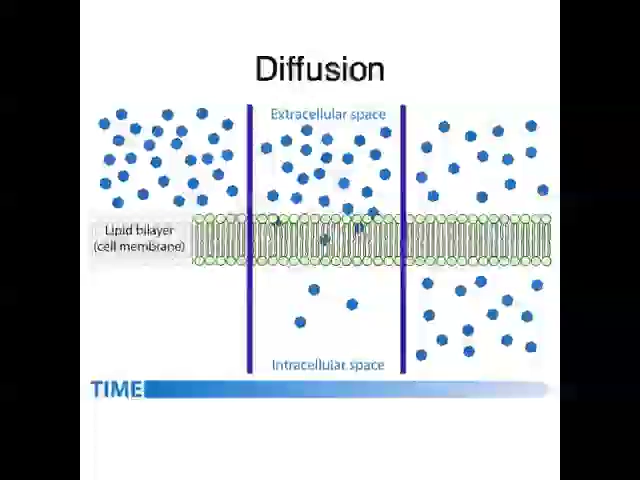 Diffusion
Extracellular space
Lipid bilayer
(cell membrane)
Intracellular space
TIME